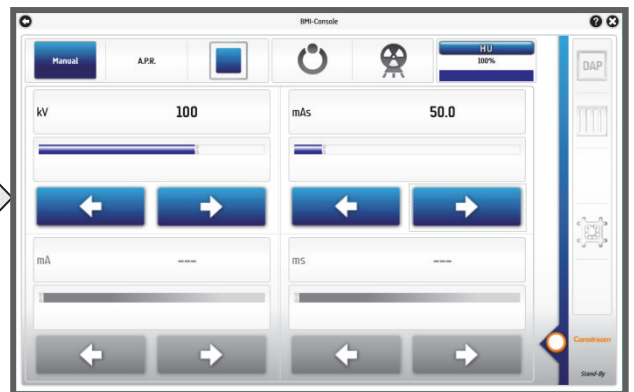 BMI-Console
Manual
A.P.R.
HU
100%
DAP
kV 100
mAs 50.0
mA ---
ms ---
Carestream
Stand-By